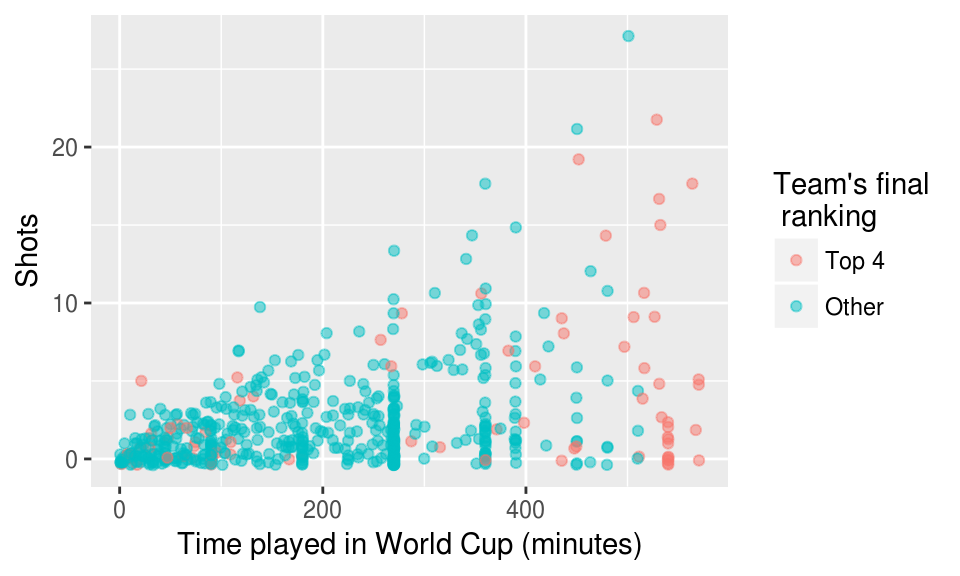 20
10
0
0
200
400
Shots
Time played in World Cup (minutes)
Team's final
ranking
Top 4
Other